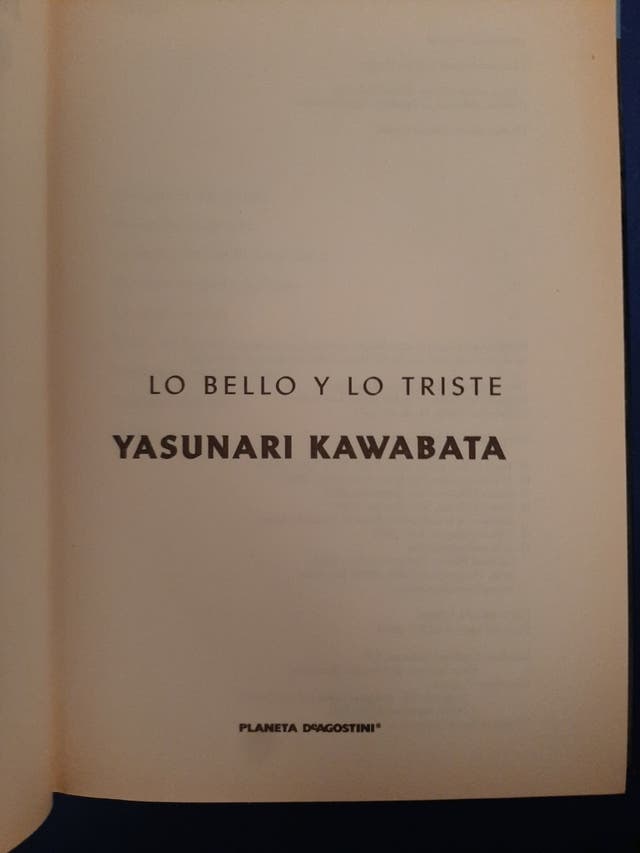 LO BELLO Y LO TRISTE
YASUNARI KAWABATA
PLANETA DEAGOSTINI®